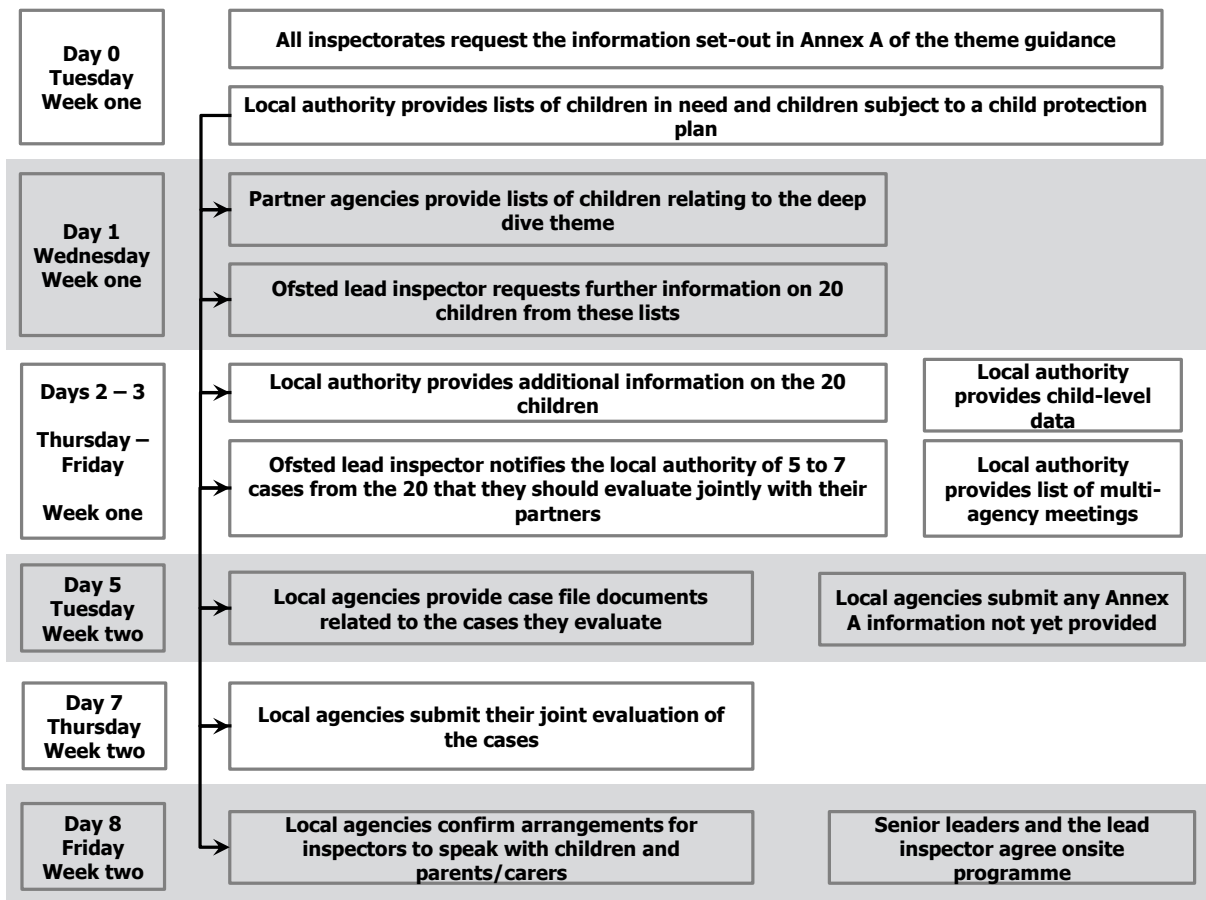 Day 0
Tuesday
Week one
All inspectorates request the information set-out in Annex A of the theme guidance
Local authority provides lists of children in need and children subject to a child protection
plan
Day 1
Wednesday
Week one
Partner agencies provide lists of children relating to the deep
dive theme
Ofsted lead inspector requests further information on 20
children from these lists
Days 2 – 3
Thursday –
Friday
Week one
Local authority provides additional information on the 20
children
Local authority
provides child-level
data
Ofsted lead inspector notifies the local authority of 5 to 7
cases from the 20 that they should evaluate jointly with their
partners
Local authority
provides list of multi-
agency meetings
Day 5
Tuesday
Week two
Local agencies provide case file documents
related to the cases they evaluate
Local agencies submit any Annex
A information not yet provided
Day 7
Thursday
Week two
Local agencies submit their joint evaluation of
the cases
Day 8
Friday
Week two
Local agencies confirm arrangements for
inspectors to speak with children and
parents/carers
Senior leaders and the lead
inspector agree onsite
programme